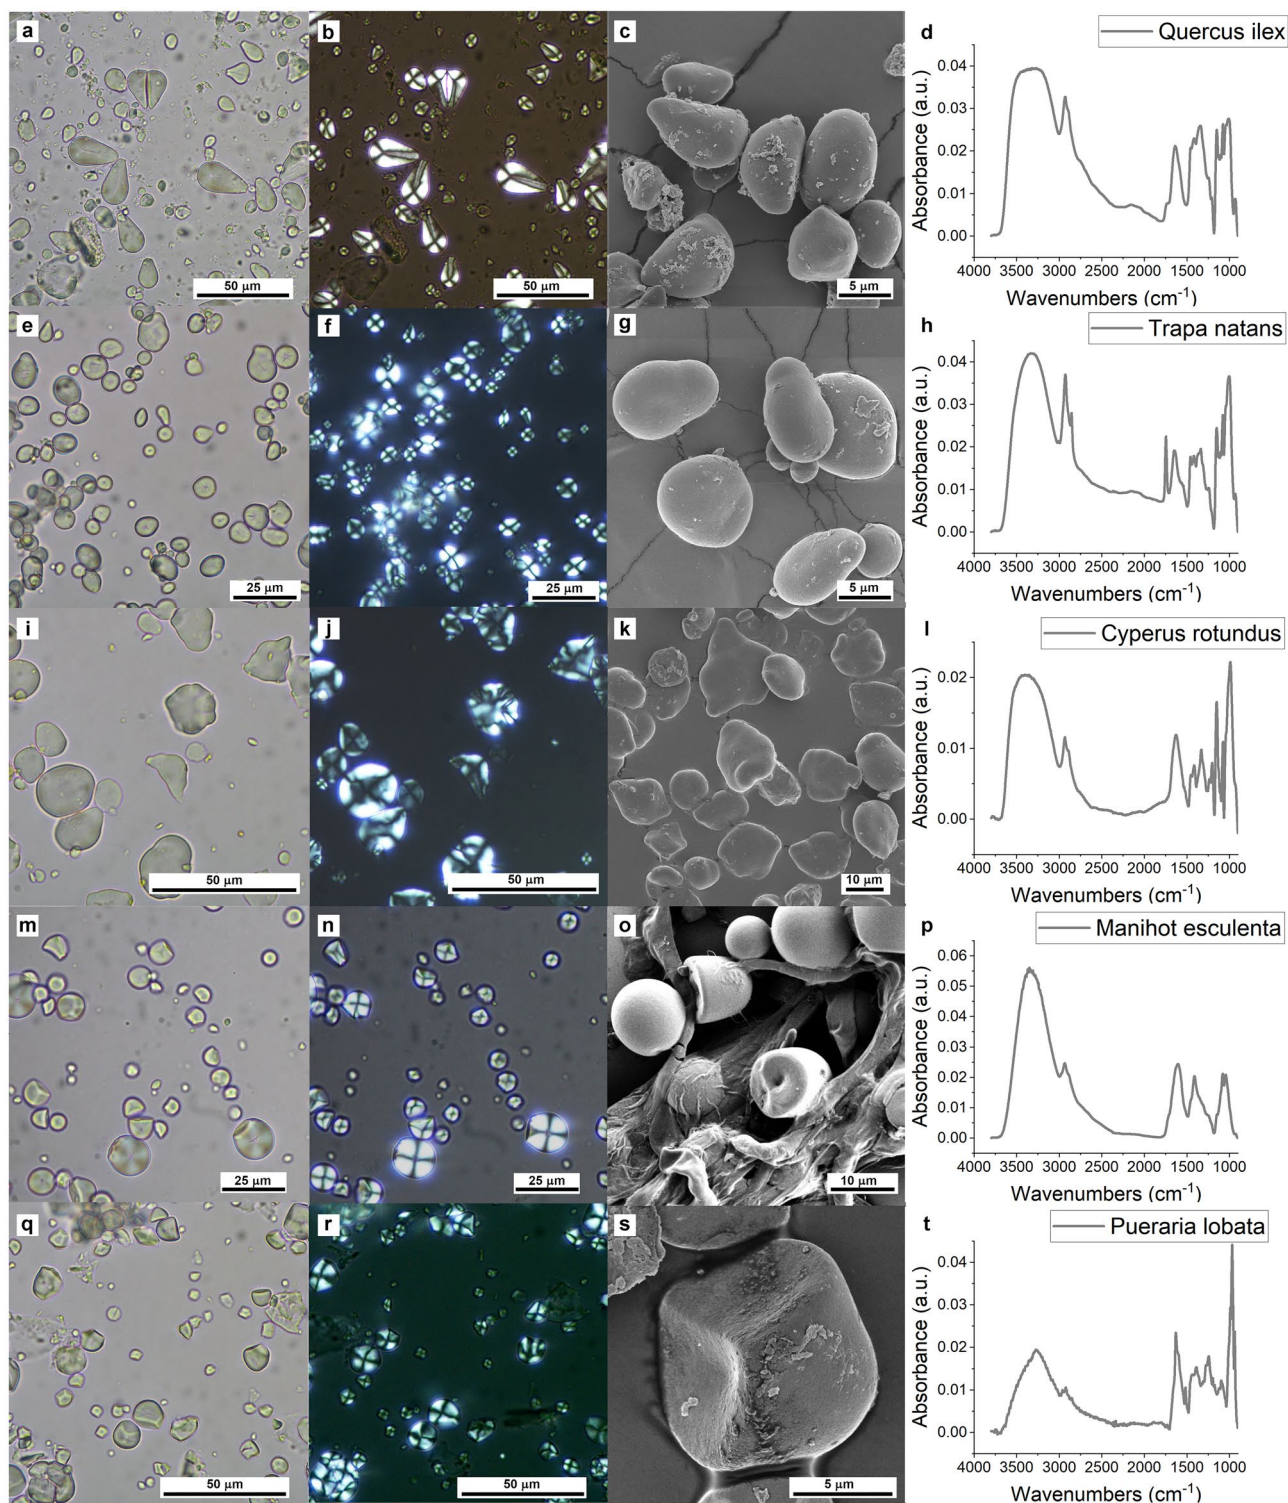 a
50 µm
b
50 µm
c
5 µm
d
Quercus ilex
Absorbance (a.u.)
0.04
0.03
0.02
0.01
0.00
4000 3500 3000 2500 2000 1500 1000
Wavenumbers (cm⁻¹)
e
25 µm
f
25 µm
g
5 µm
h
Trapa natans
Absorbance (a.u.)
0.04
0.03
0.02
0.01
0.00
4000 3500 3000 2500 2000 1500 1000
Wavenumbers (cm⁻¹)
i
50 µm
j
50 µm
k
10 µm
l
Cyperus rotundus
Absorbance (a.u.)
0.02
0.01
0.00
4000 3500 3000 2500 2000 1500 1000
Wavenumbers (cm⁻¹)
m
25 µm
n
25 µm
o
10 µm
p
Manihot esculenta
Absorbance (a.u.)
0.06
0.05
0.04
0.03
0.02
0.01
0.00
4000 3500 3000 2500 2000 1500 1000
Wavenumbers (cm⁻¹)
q
50 µm
r
50 µm
s
5 µm
t
Pueraria lobata
Absorbance (a.u.)
0.04
0.03
0.02
0.01
0.00
4000 3500 3000 2500 2000 1500 1000
Wavenumbers (cm⁻¹)